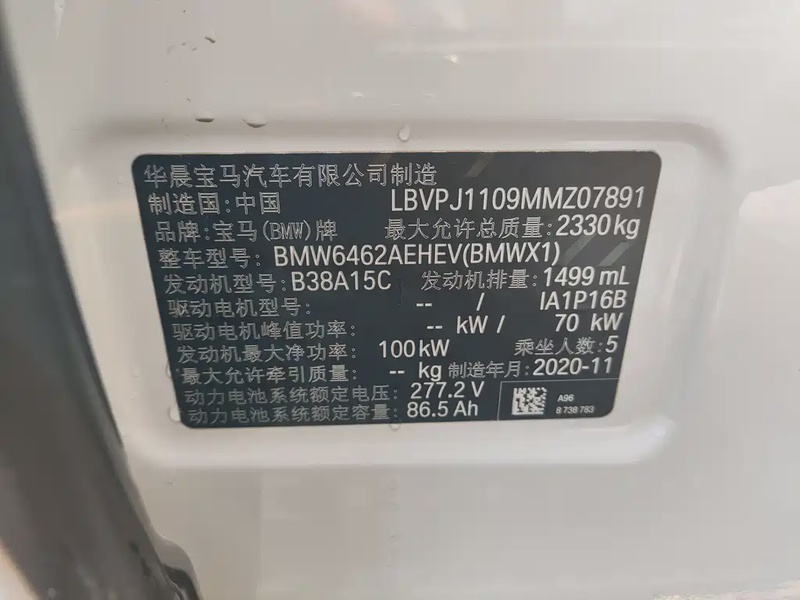 华晨宝马汽车有限公司制造
制造国:中国 LBVPJ1109MMZ07891
品牌:宝马(BMW)牌 最大允许总质量:2330kg
整车型号: BMW6462AEHEV(BMWX1)
发动机型号:B38A15C 发动机排量:1499 mL
驱动电机型号: -- / IA1P16B
驱动电机峰值功率: -- kW / 70 kW
发动机最大净功率: 100kW 乘坐人数:5
最大允许牵引质量: -- kg 制造年月:2020-11
动力电池系统额定电压: 277.2 V
动力电池系统额定容量: 86.5 Ah
A96
8 738 783